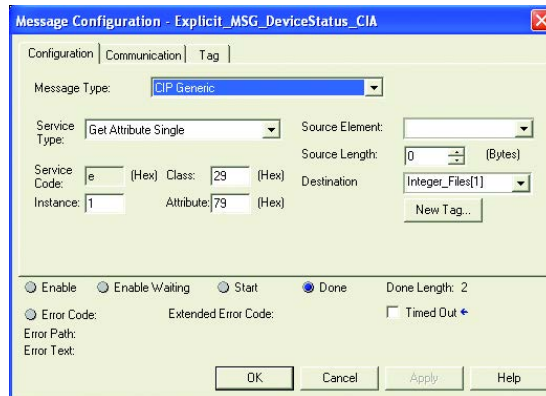 Message Configuration - Explicit_MSG_DeviceStatus_CIA
Configuration Communication Tag
Message Type: CIP Generic
Service Type: Get Attribute Single
Source Element:
Source Length: 0 (Bytes)
Service Code: e (Hex) Class: 29 (Hex)
Destination Integer_Files[1]
Instance: 1 Attribute: 79 (Hex)
New Tag...
Enable Enable Waiting Start Done Done Length: 2
Error Code: Extended Error Code: Timed Out
Error Path:
Error Text:
OK Cancel Apply Help